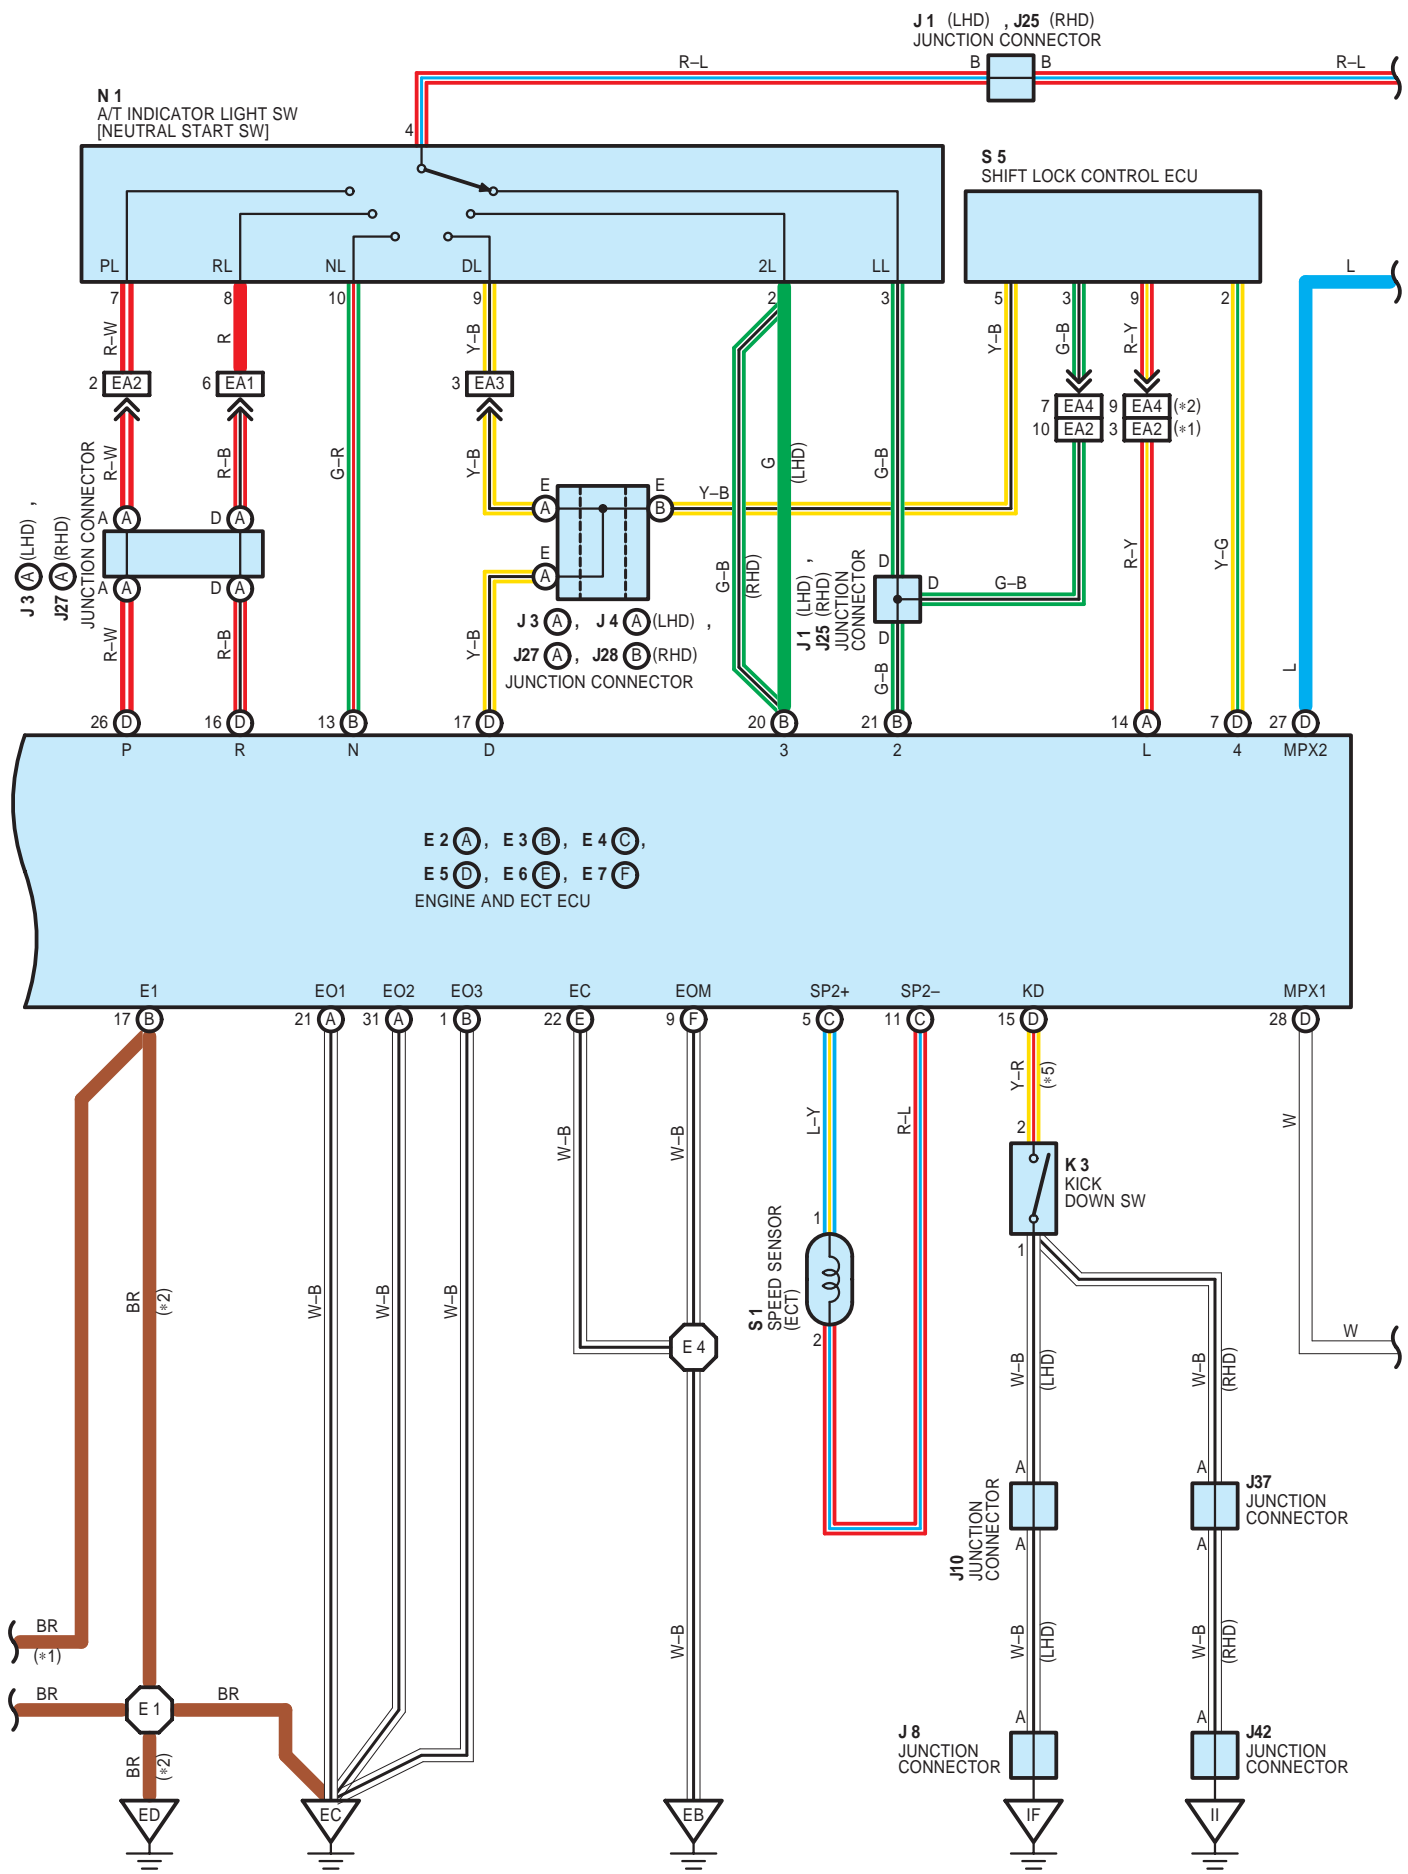 J 1 (LHD) , J25 (RHD)
JUNCTION CONNECTOR
R–L
B
B
R–L
N 1
A/T INDICATOR LIGHT SW
[NEUTRAL START SW]
4
S 5
SHIFT LOCK CONTROL ECU
PL
RL
NL
DL
2L
LL
L
7
8
10
9
2
3
5
3
9
2
R–W
R
Y–B
Y–B
G–B
R–Y
2 EA2
6 EA1
3 EA3
7 EA4
9 EA4 (*2)
10 EA2
3 EA2 (*1)
R–W
R–B
G–R
Y–B
G
(LHD)
G–B
E
E
A
B
Y–B
A A
D A
J 3 A (LHD) ,
J27 A (RHD)
JUNCTION CONNECTOR
A A
D A
E
A
G–B
(RHD)
J 1 (LHD) ,
J25 (RHD)
JUNCTION
CONNECTOR
D
D
G–B
D
R–Y
Y–G
J 3 A , J 4 A (LHD) ,
J27 A , J28 B (RHD)
JUNCTION CONNECTOR
R–W
R–B
Y–B
G–B
L
26 D
16 D
13 B
17 D
20 B
21 B
14 A
7 D
27 D
P
R
N
D
3
2
L
4
MPX2
E 2 A , E 3 B , E 4 C ,
E 5 D , E 6 E , E 7 F
ENGINE AND ECT ECU
E1
EO1
EO2
EO3
EC
EOM
SP2+
SP2–
KD
MPX1
17 B
21 A
31 A
1 B
22 E
9 F
5 C
11 C
15 D
28 D
Y–R
(*5)
W–B
W–B
L–Y
R–L
W
2
K 3
KICK
DOWN SW
1
1
S 1
SPEED SENSOR
(ECT)
2
BR
(*2)
W–B
W–B
W–B
E 4
W–B
(LHD)
W–B
(RHD)
W
A
A
J10
JUNCTION
CONNECTOR
J37
JUNCTION
CONNECTOR
A
A
BR
(*1)
W–B
W–B
(LHD)
W–B
(RHD)
BR
E 1
BR
A
A
J 8
JUNCTION
CONNECTOR
J42
JUNCTION
CONNECTOR
BR
(*2)
ED
EC
EB
IF
II